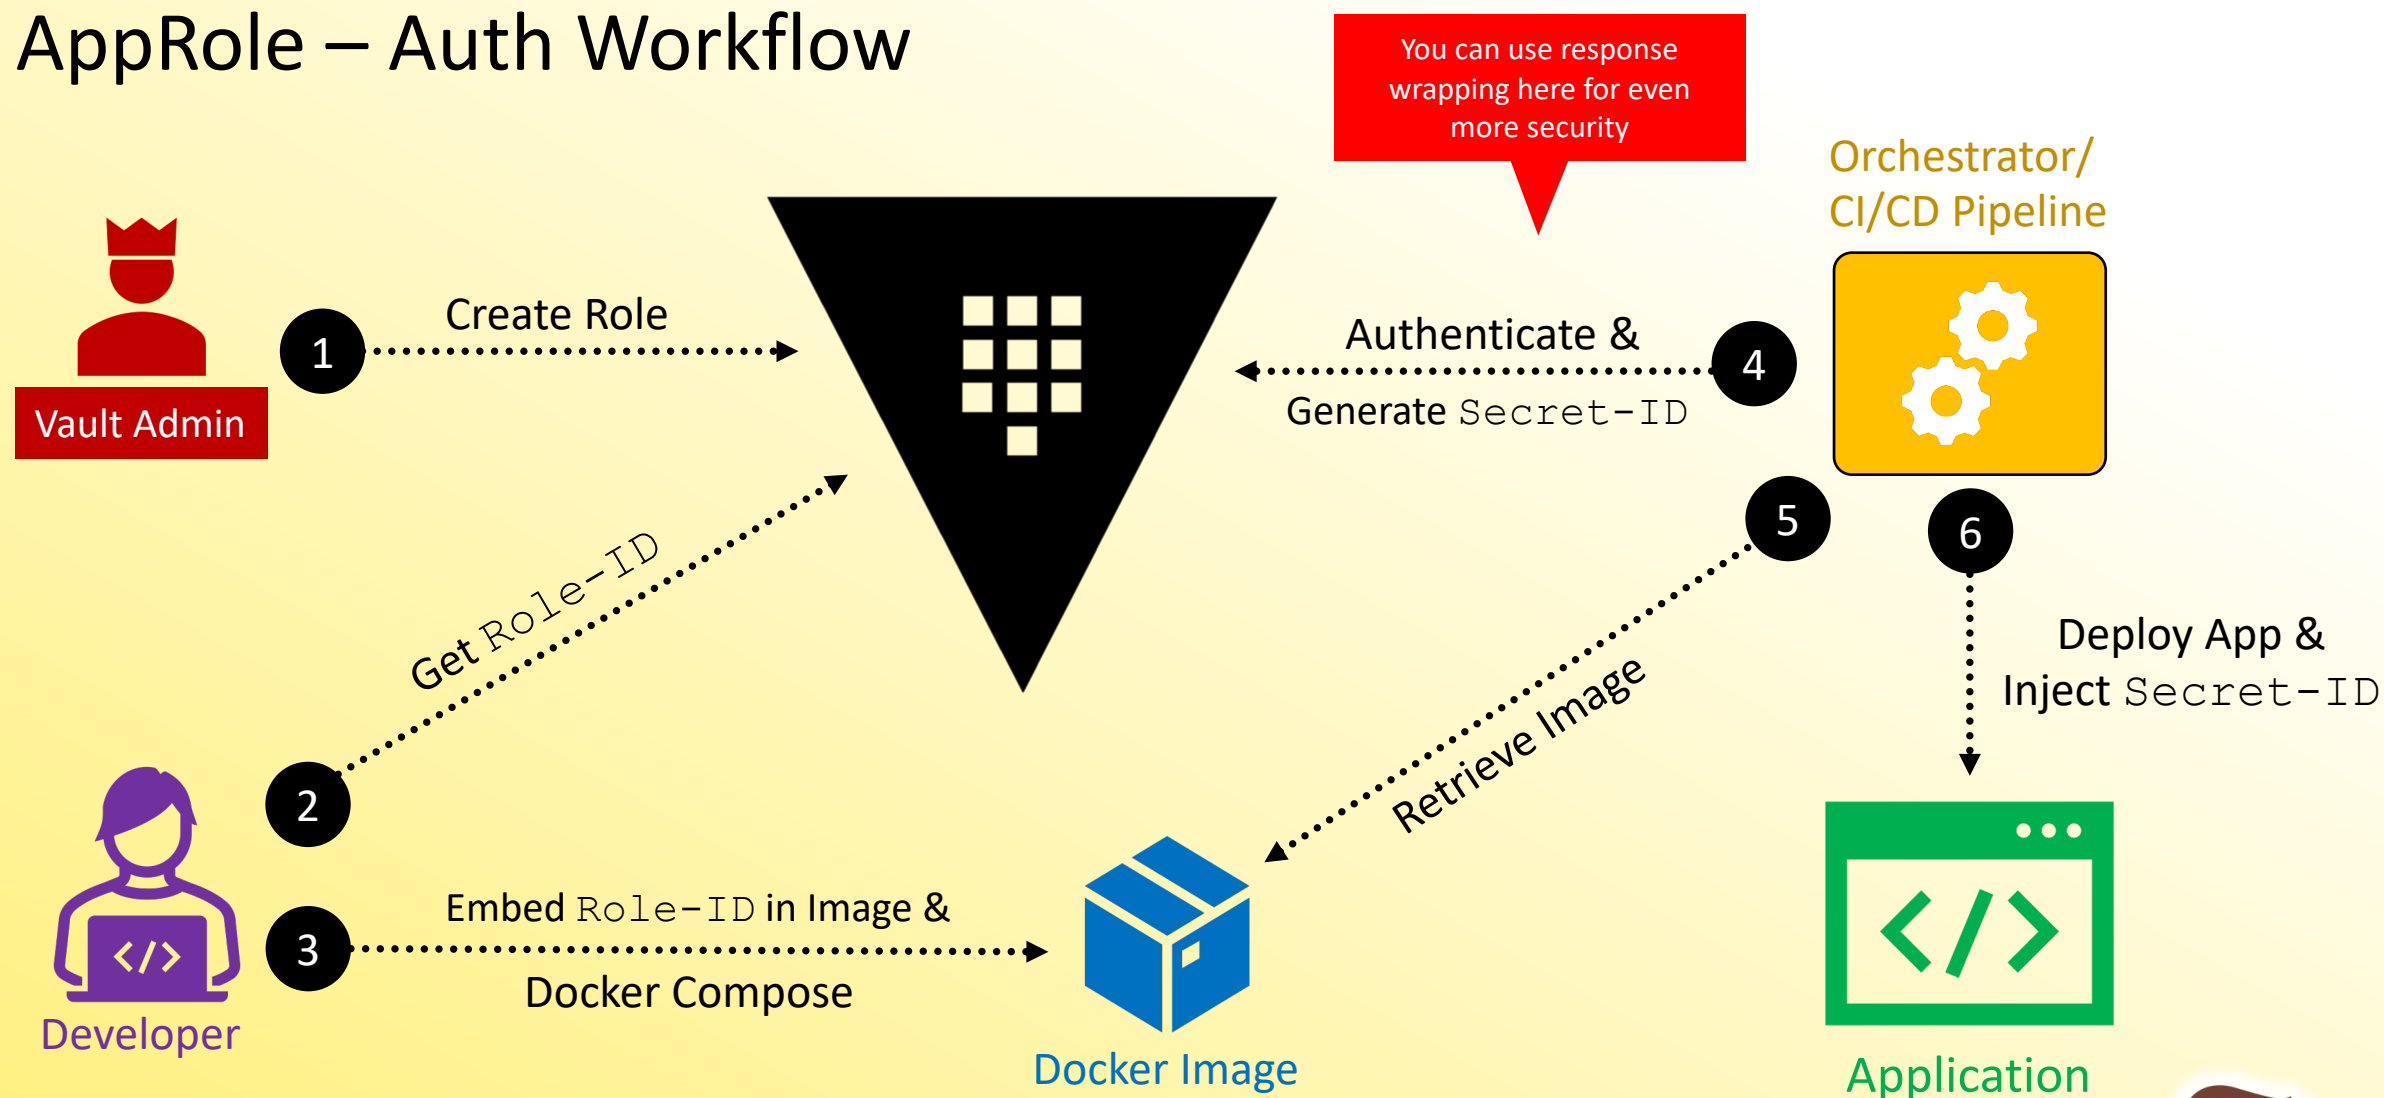 AppRole – Auth Workflow
You can use response
wrapping here for even
more security
Orchestrator/
CI/CD Pipeline
1
Create Role
Vault Admin
Authenticate &
4
Generate Secret-ID
5
6
Get Role-ID
Retrieve Image
Deploy App &
Inject Secret-ID
2
3
Embed Role-ID in Image &
Docker Compose
</>
</>
Developer
Docker Image
Application